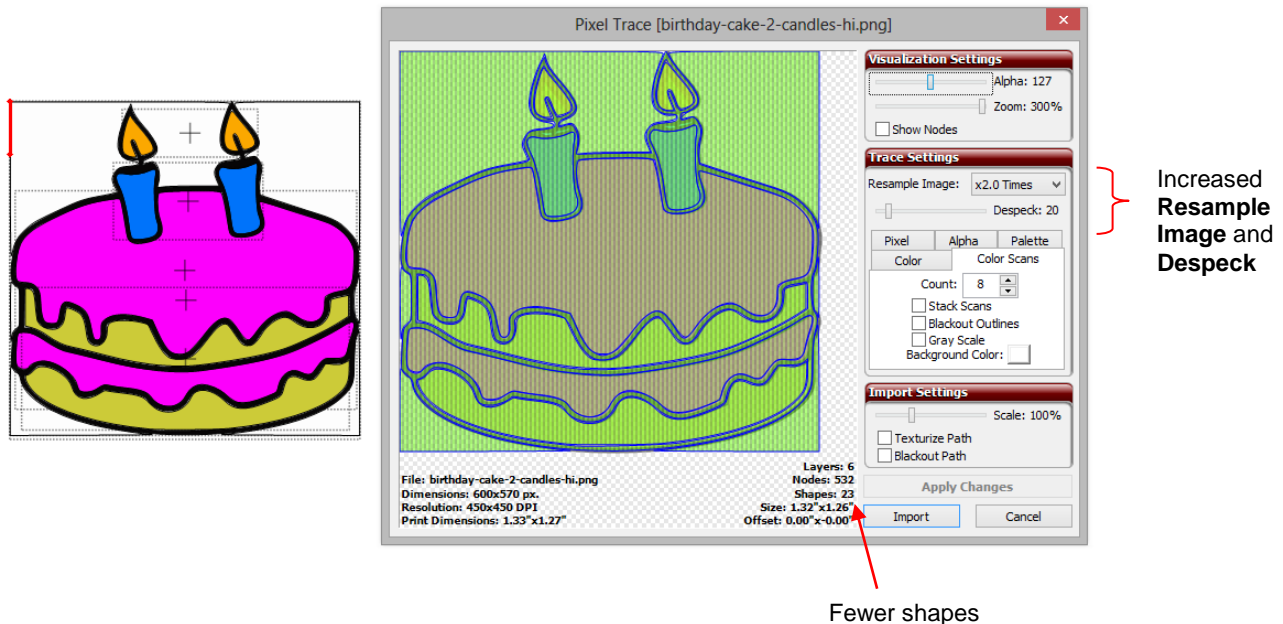 Pixel Trace [birthday-cake-2-candles-hi.png]
×
Visualization Settings
Alpha: 127
Zoom: 300%
Show Nodes
Trace Settings
Resample Image: x2.0 Times
Despeck: 20
Pixel Alpha Palette
Color Color Scans
Count: 8
Stack Scans
Blackout Outlines
Gray Scale
Background Color:
Import Settings
Scale: 100%
Texturize Path
Blackout Path
Apply Changes
Import Cancel
Layers: 6
File: birthday-cake-2-candles-hi.png Nodes: 532
Dimensions: 600x570 px. Shapes: 23
Resolution: 450x450 DPI Size: 1.32"x1.26"
Print Dimensions: 1.33"x1.27" Offset: 0.00"x-0.00"
Increased
Resample
Image and
Despeck
Fewer shapes